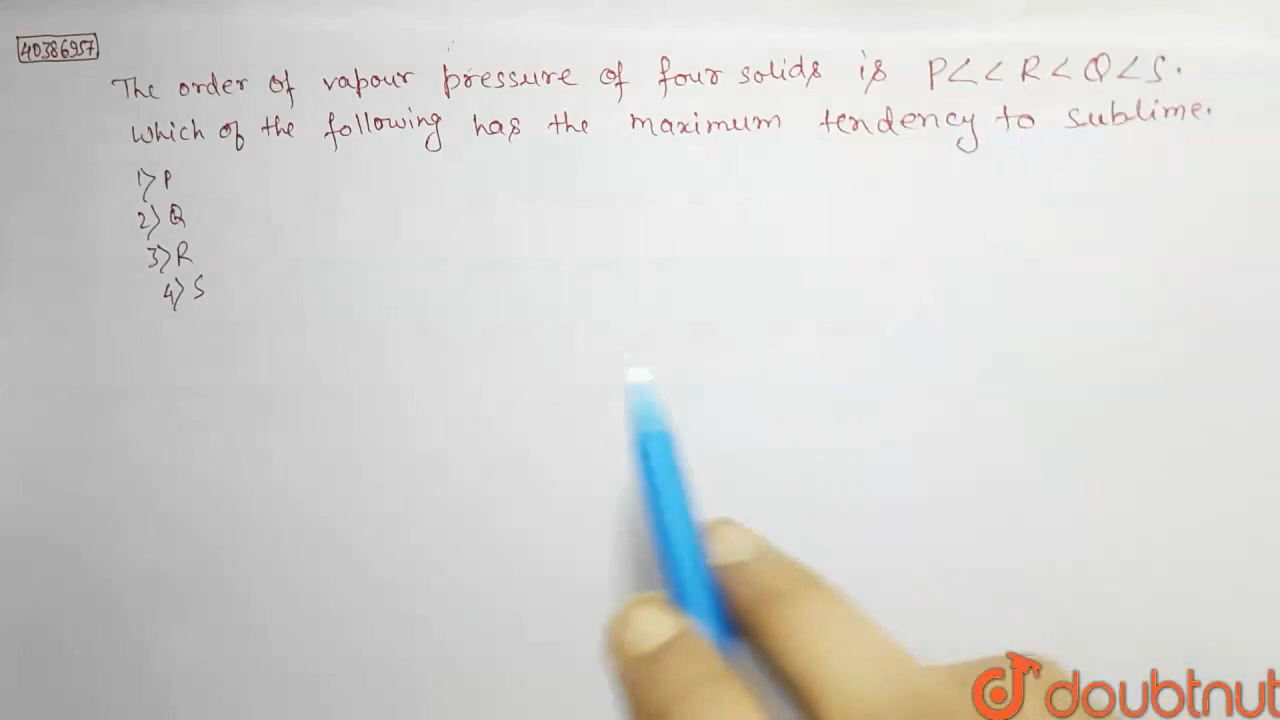 40386957
The order of vapour pressure of four solids is P<< R < Q < S.
Which of the following has the maximum tendency to sublime.
1> P
2> Q
3> R
4> S
doubtnut